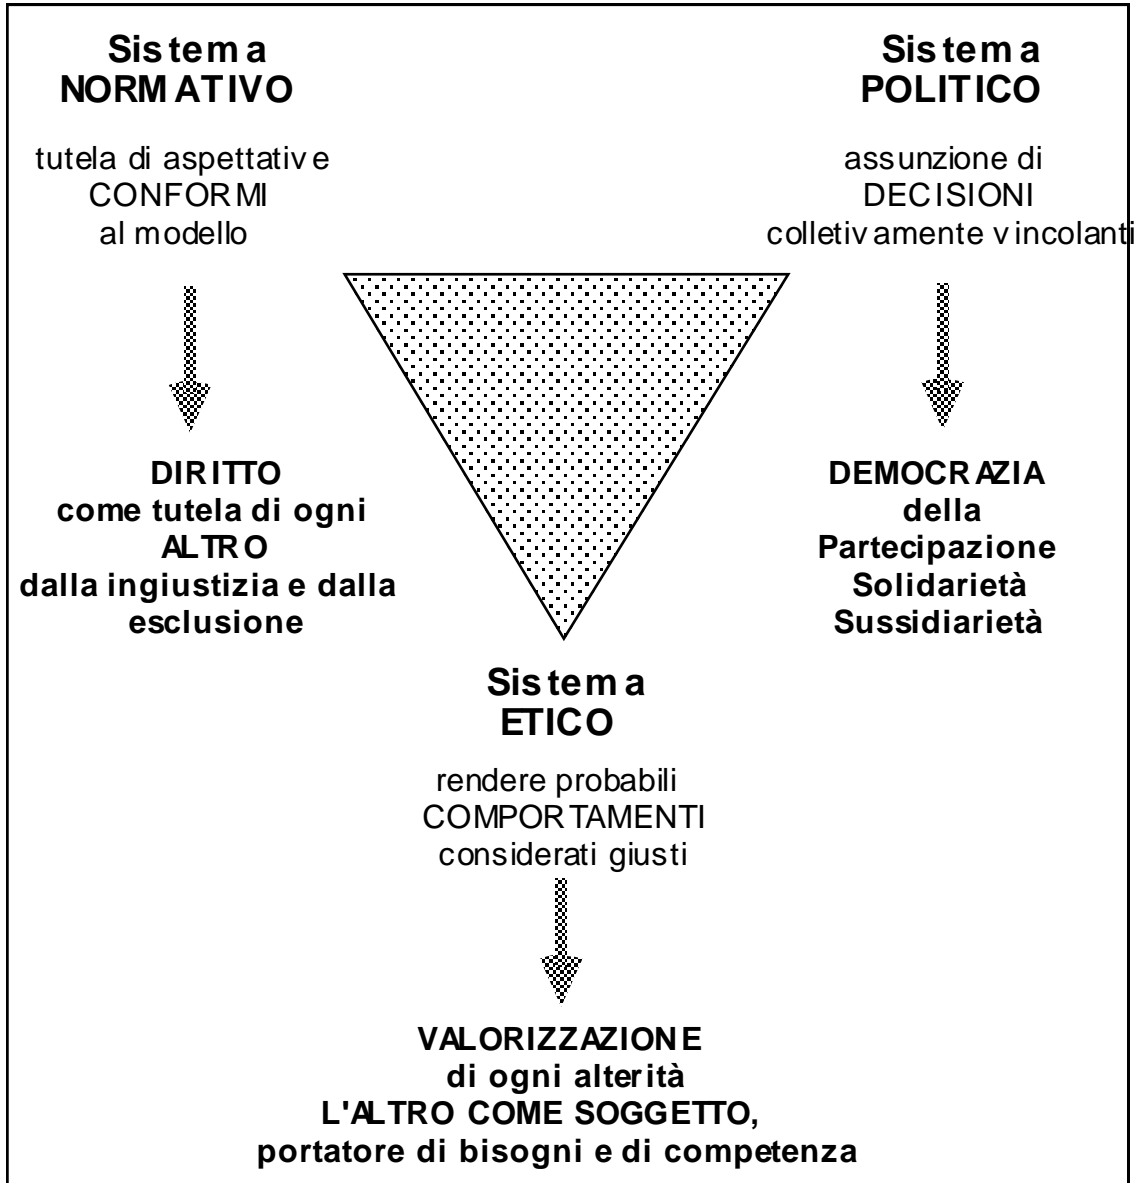 Sistema
NORMATIVO
tutela di aspettative
CONFORMI
al modello
DIRITTO
come tutela di ogni
ALTRO
dalla ingiustizia e dalla
esclusione
Sistema
POLITICO
assunzione di
DECISIONI
colletivamente vincolanti
DEMOCRAZIA
della
Partecipazione
Solidarietà
Sussidiarietà
Sistema
ETICO
rendere probabili
COMPORTAMENTI
considerati giusti
VALORIZZAZIONE
di ogni alterità
L'ALTRO COME SOGGETTO,
portatore di bisogni e di competenza